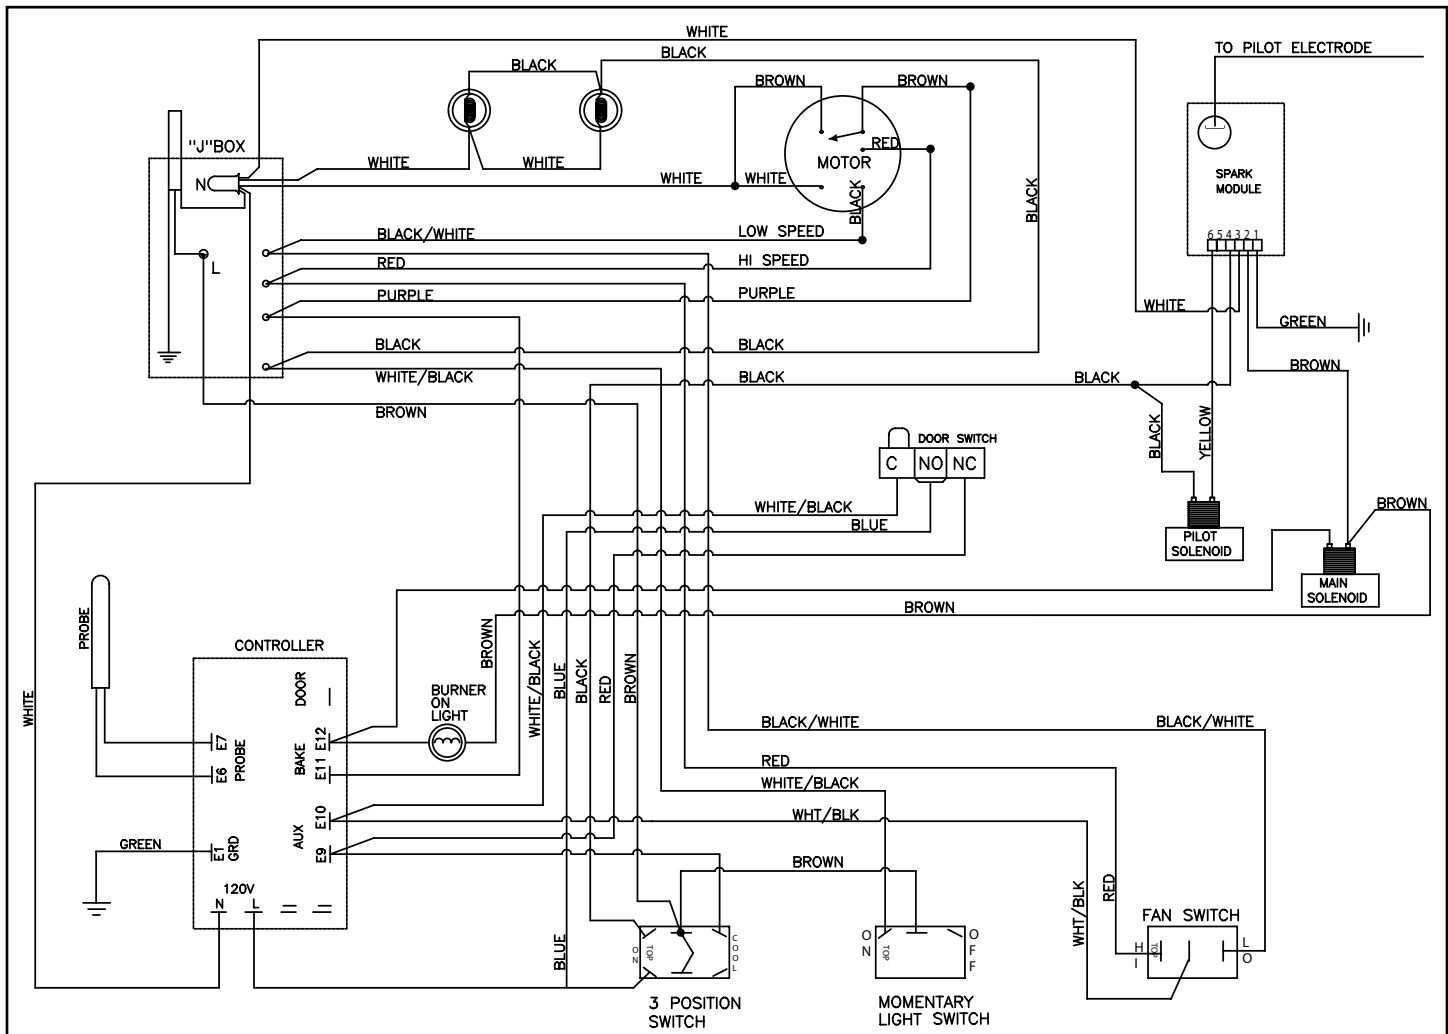 WHITE
BLACK
TO PILOT ELECTRODE
BLACK
BROWN
BROWN
"J"BOX
RED
MOTOR
WHITE
WHITE
SPARK
MODULE
N
WHITE
WHITE
BLACK
BLACK
BLACK/WHITE
LOW SPEED
6 5 4 3 2 1
L
RED
HI SPEED
PURPLE
PURPLE
WHITE
GREEN
BLACK
BLACK
BROWN
WHITE/BLACK
BLACK
BLACK
BROWN
BLACK
YELLOW
DOOR SWITCH
C NO NC
WHITE/BLACK
BLUE
BROWN
PILOT
SOLENOID
MAIN
SOLENOID
BROWN
PROBE
CONTROLLER
BROWN
WHITE/BLACK
BLUE
BLACK
RED
BROWN
WHITE
DOOR
BURNER
ON
LIGHT
BLACK/WHITE
BLACK/WHITE
E7
PROBE
E6
BAKE
E12
E11
RED
WHITE/BLACK
E10
AUX
E9
WHT/BLK
GREEN
E1
GRD
BROWN
120V
N L
WHT/BLK
RED
BLUE
ON
TOP
COOL
ON
TOP
OFF
FAN SWITCH
HI
TOP
LO
3 POSITION
SWITCH
MOMENTARY
LIGHT SWITCH